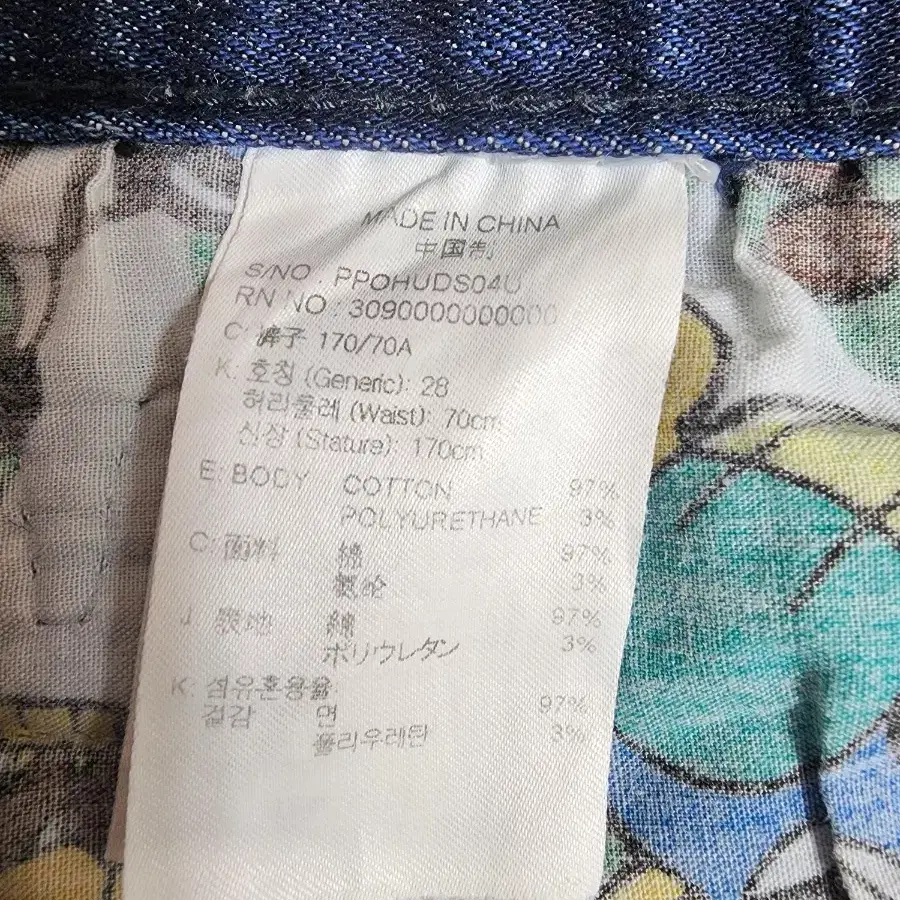 MADE IN CHINA
中国制
S/NO : PPOHUDS04U
RN NO : 3090000000000
C: 裤子 170/70A
K: 호칭 (Generic): 28
허리둘레 (Waist): 70cm
신장 (Stature): 170cm
E: BODY COTTON 97%
POLYURETHANE 3%
C: 面料 棉 97%
氨纶 3%
J: 表地 綿 97%
ポリウレタン 3%
K: 섬유혼용율
겉감 면 97%
폴리우레탄 3%